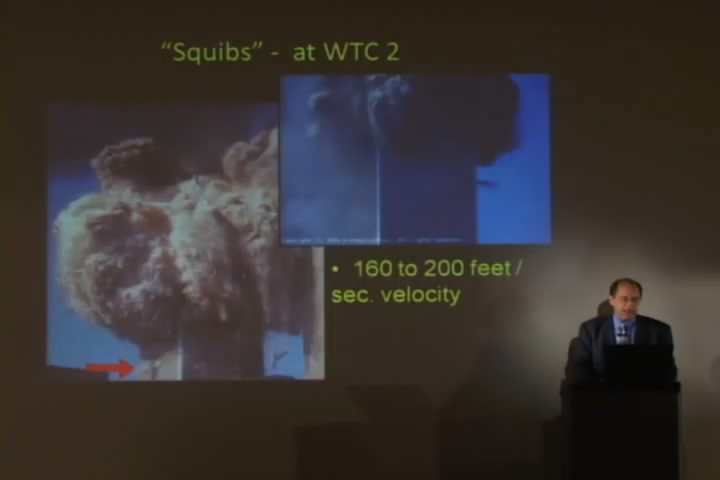 “Squibs” - at WTC 2
• 160 to 200 feet /
sec. velocity